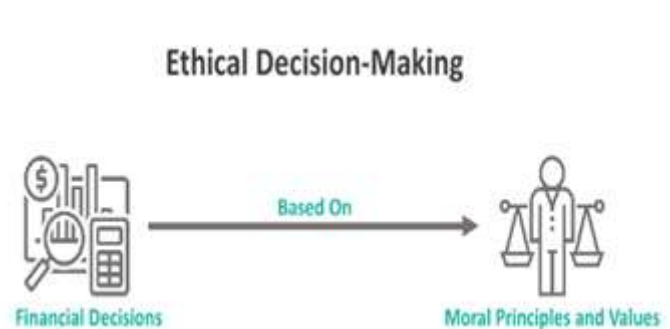 Ethical Decision-Making
$
Based On
Financial Decisions
Moral Principles and Values